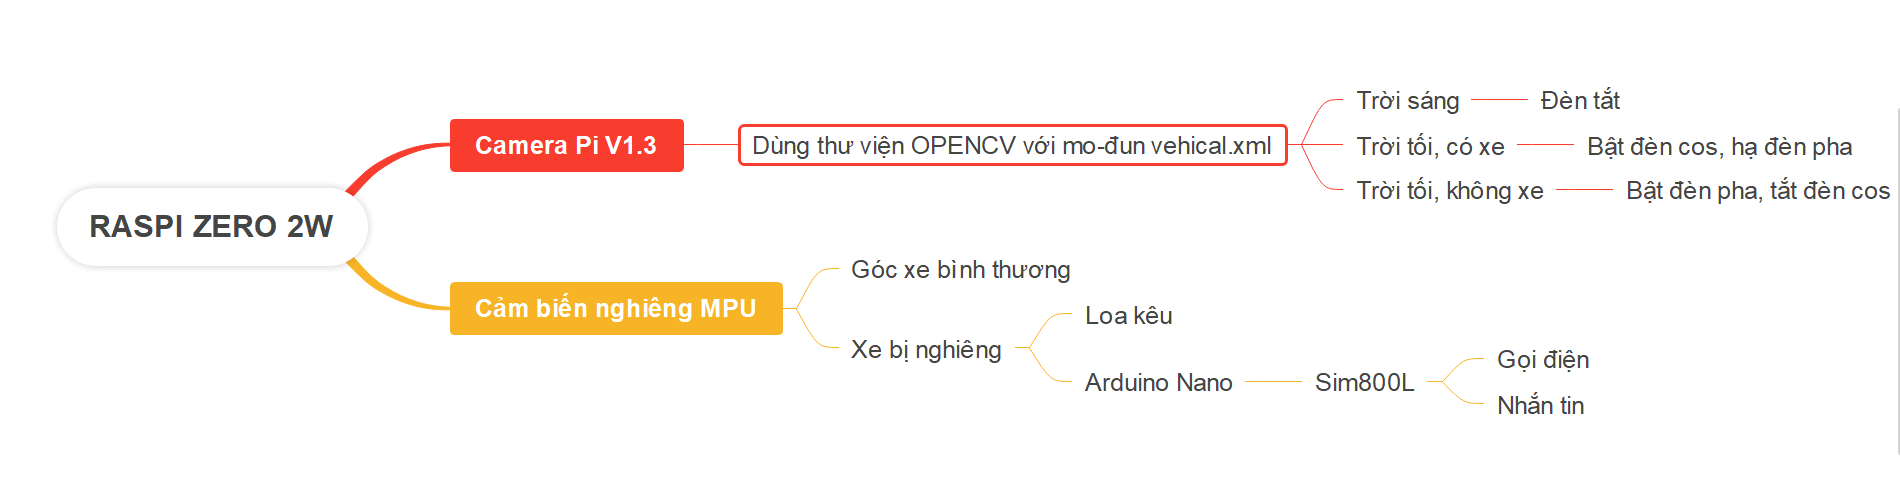 RASPI ZERO 2W
Camera Pi V1.3
Dùng thư viện OPENCV với mo-đun vehical.xml
Trời sáng
Đèn tắt
Trời tối, có xe
Bật đèn cos, hạ đèn pha
Trời tối, không xe
Bật đèn pha, tắt đèn cos
Cảm biến nghiêng MPU
Góc xe bình thương
Xe bị nghiêng
Loa kêu
Arduino Nano
Sim800L
Gọi điện
Nhắn tin